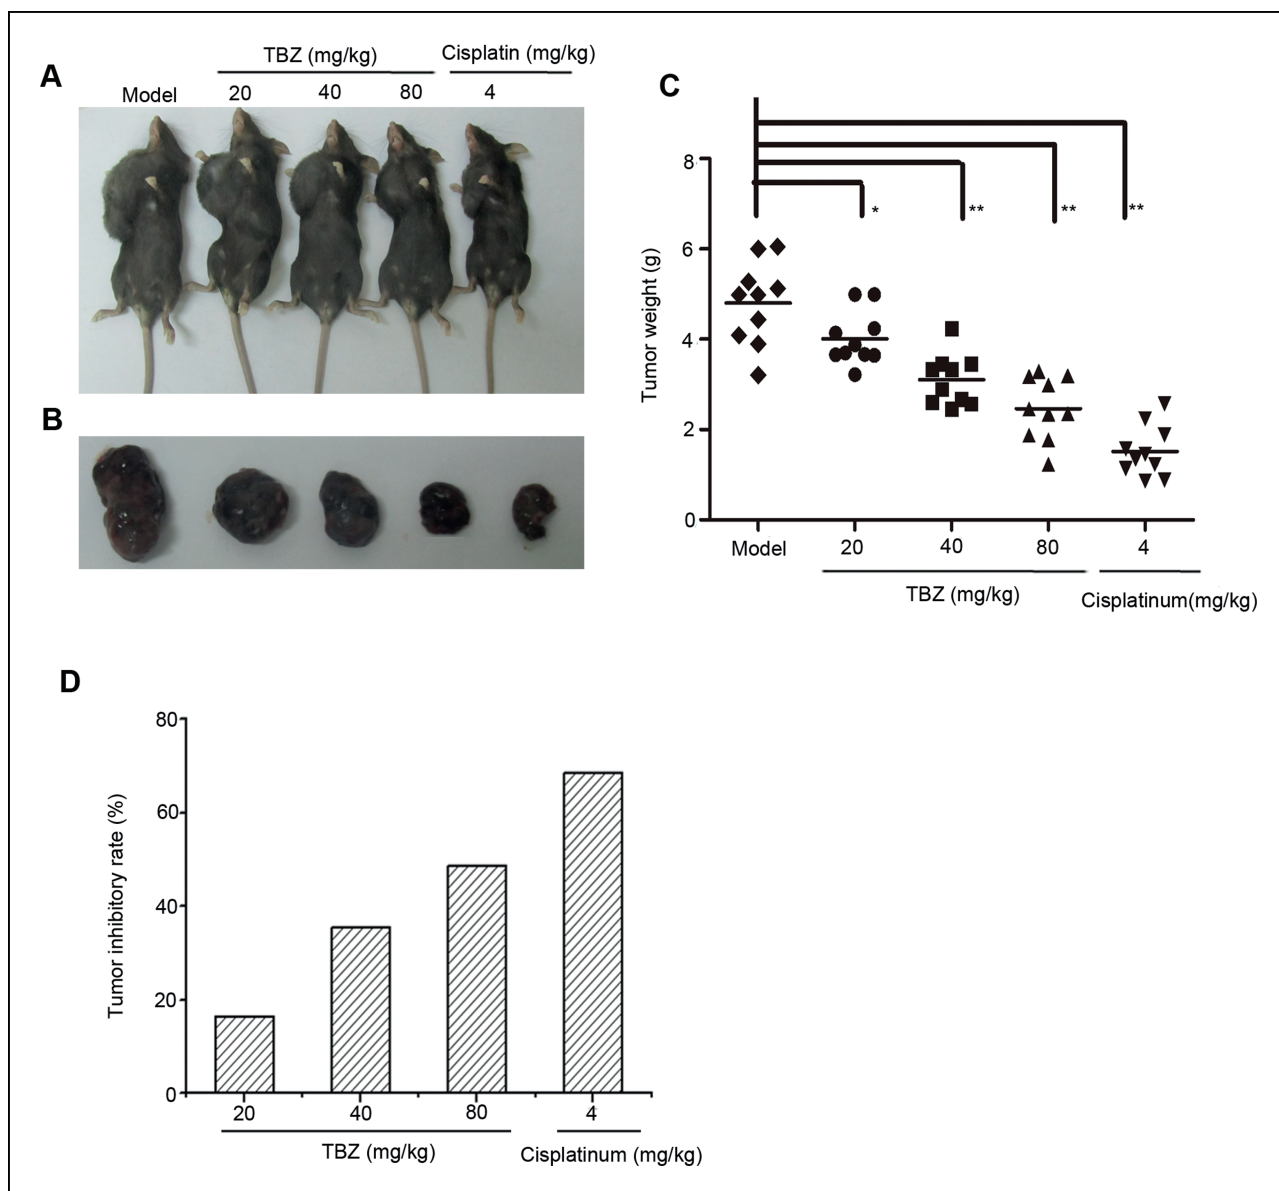 A
TBZ (mg/kg)
Cisplatin (mg/kg)
Model
20
40
80
4
B
C
Tumor weight (g)
8
6
4
2
0
*
**
**
**
Model
20
40
80
4
TBZ (mg/kg)
Cisplatinum(mg/kg)
D
Tumor inhibitory rate (%)
80
60
40
20
0
20
40
80
4
TBZ (mg/kg)
Cisplatinum (mg/kg)